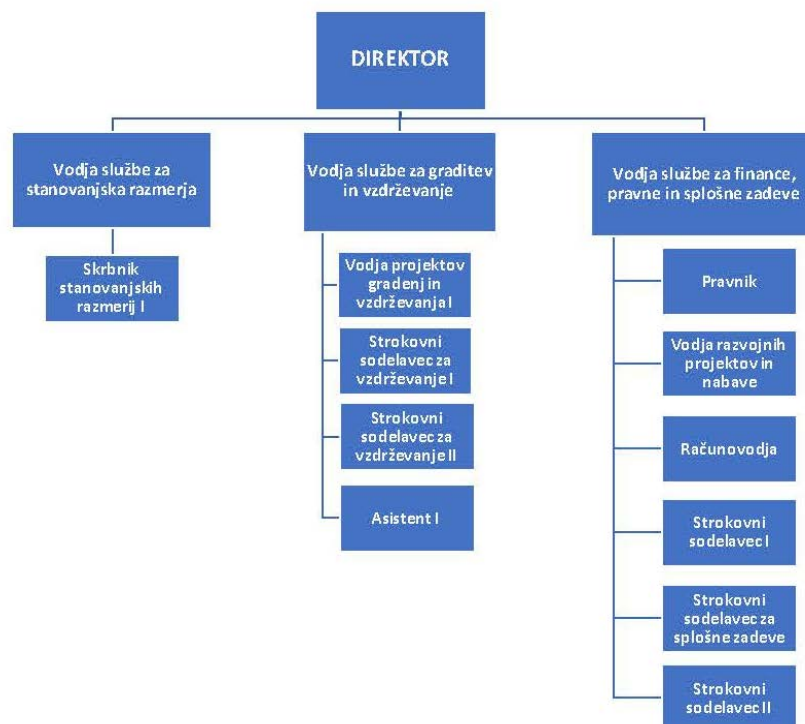 DIREKTOR
Vodja službe za
stanovanjska razmerja
Skrbnik
stanovanjskih
razmerij I
Vodja službe za graditev
in vzdrževanje
Vodja projektov
gradenj in
vzdrževanja I
Strokovni
sodelavec za
vzdrževanje I
Strokovni
sodelavec za
vzdrževanje II
Asistent I
Vodja službe za finance,
pravne in splošne zadeve
Pravnik
Vodja razvojnih
projektov in
nabave
Računovodja
Strokovni
sodelavec I
Strokovni
sodelavec za
splošne zadeve
Strokovni
sodelavec II